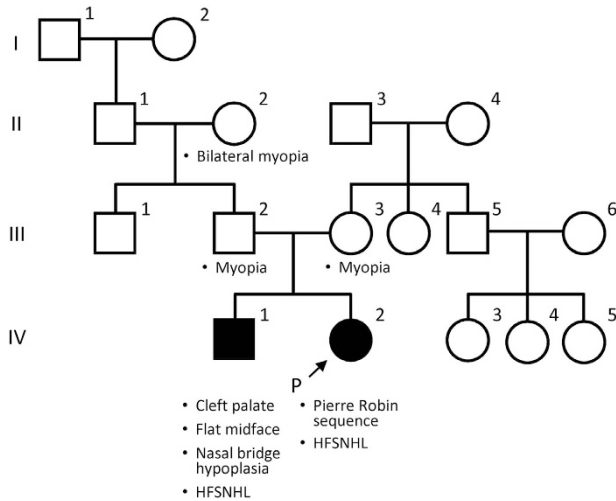 I
1
2
II
1
2
3
4
• Bilateral myopia
III
1
2
3
4
5
6
• Myopia
• Myopia
IV
1
2
3
4
5
P
• Cleft palate
• Flat midface
• Nasal bridge
hypoplasia
• HFSNHL
• Pierre Robin
sequence
• HFSNHL